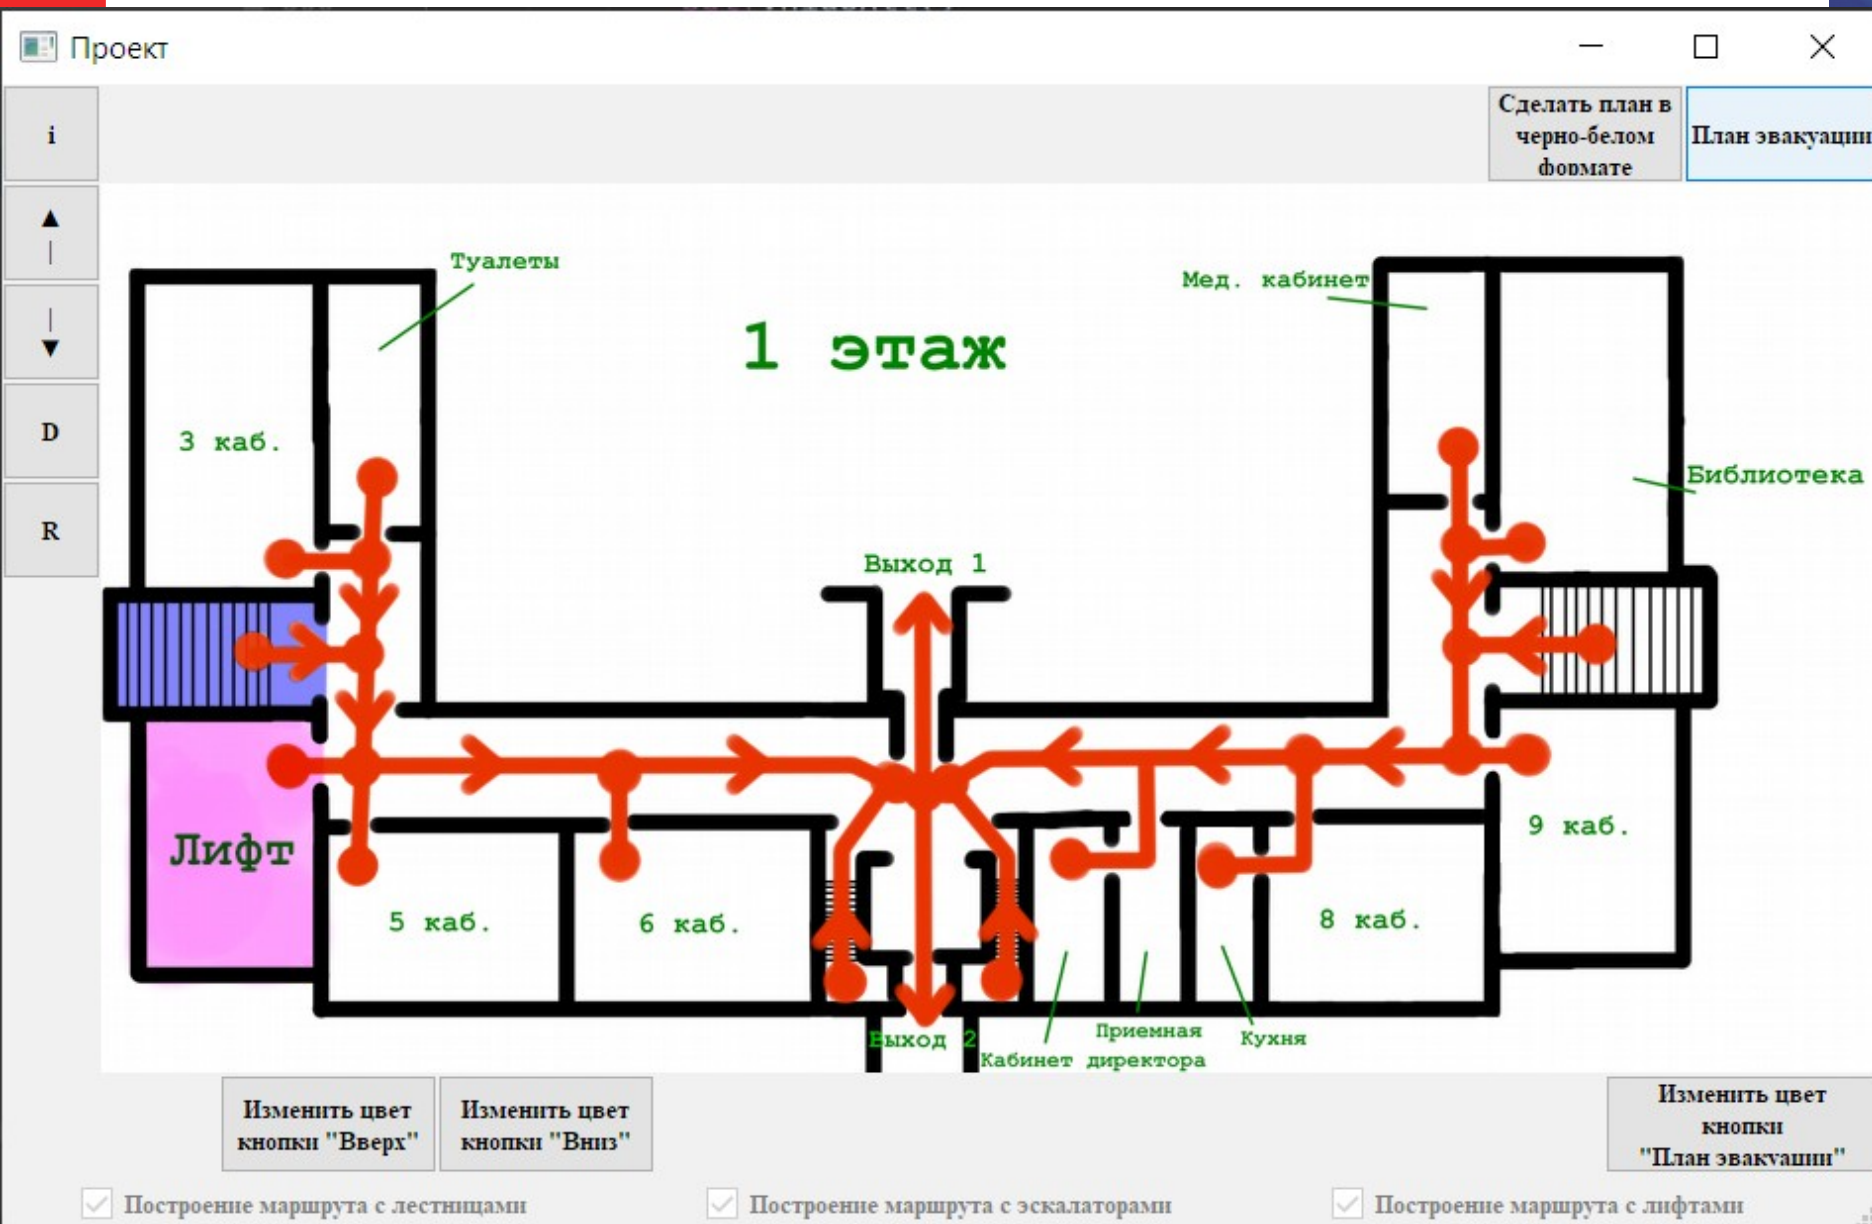 Проект
i
Сделать план в
черно-белом
формате
План эвакуации
▲
|
|
▼
D
R
Туалеты
Мед. кабинет
1 этаж
3 каб.
Библиотека
Выход 1
Лифт
9 каб.
5 каб.
6 каб.
8 каб.
Выход 2
Приемная
Кухня
Кабинет директора
Изменить цвет
кнопки "Вверх"
Изменить цвет
кнопки "Вниз"
Изменить цвет
кнопки
"План эвакуации"
Построение маршрута с лестницами
Построение маршрута с эскалаторами
Построение маршрута с лифтами